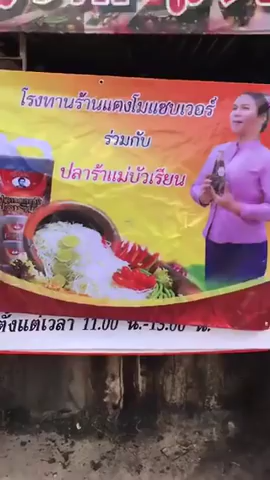 โรงทานร้านแตงโมแฮบเวอร์
ร่วมกับ
ปลาร้าแม่บัวเรียน
ตั้งแต่เวลา 11.00 น.-15.00 น.